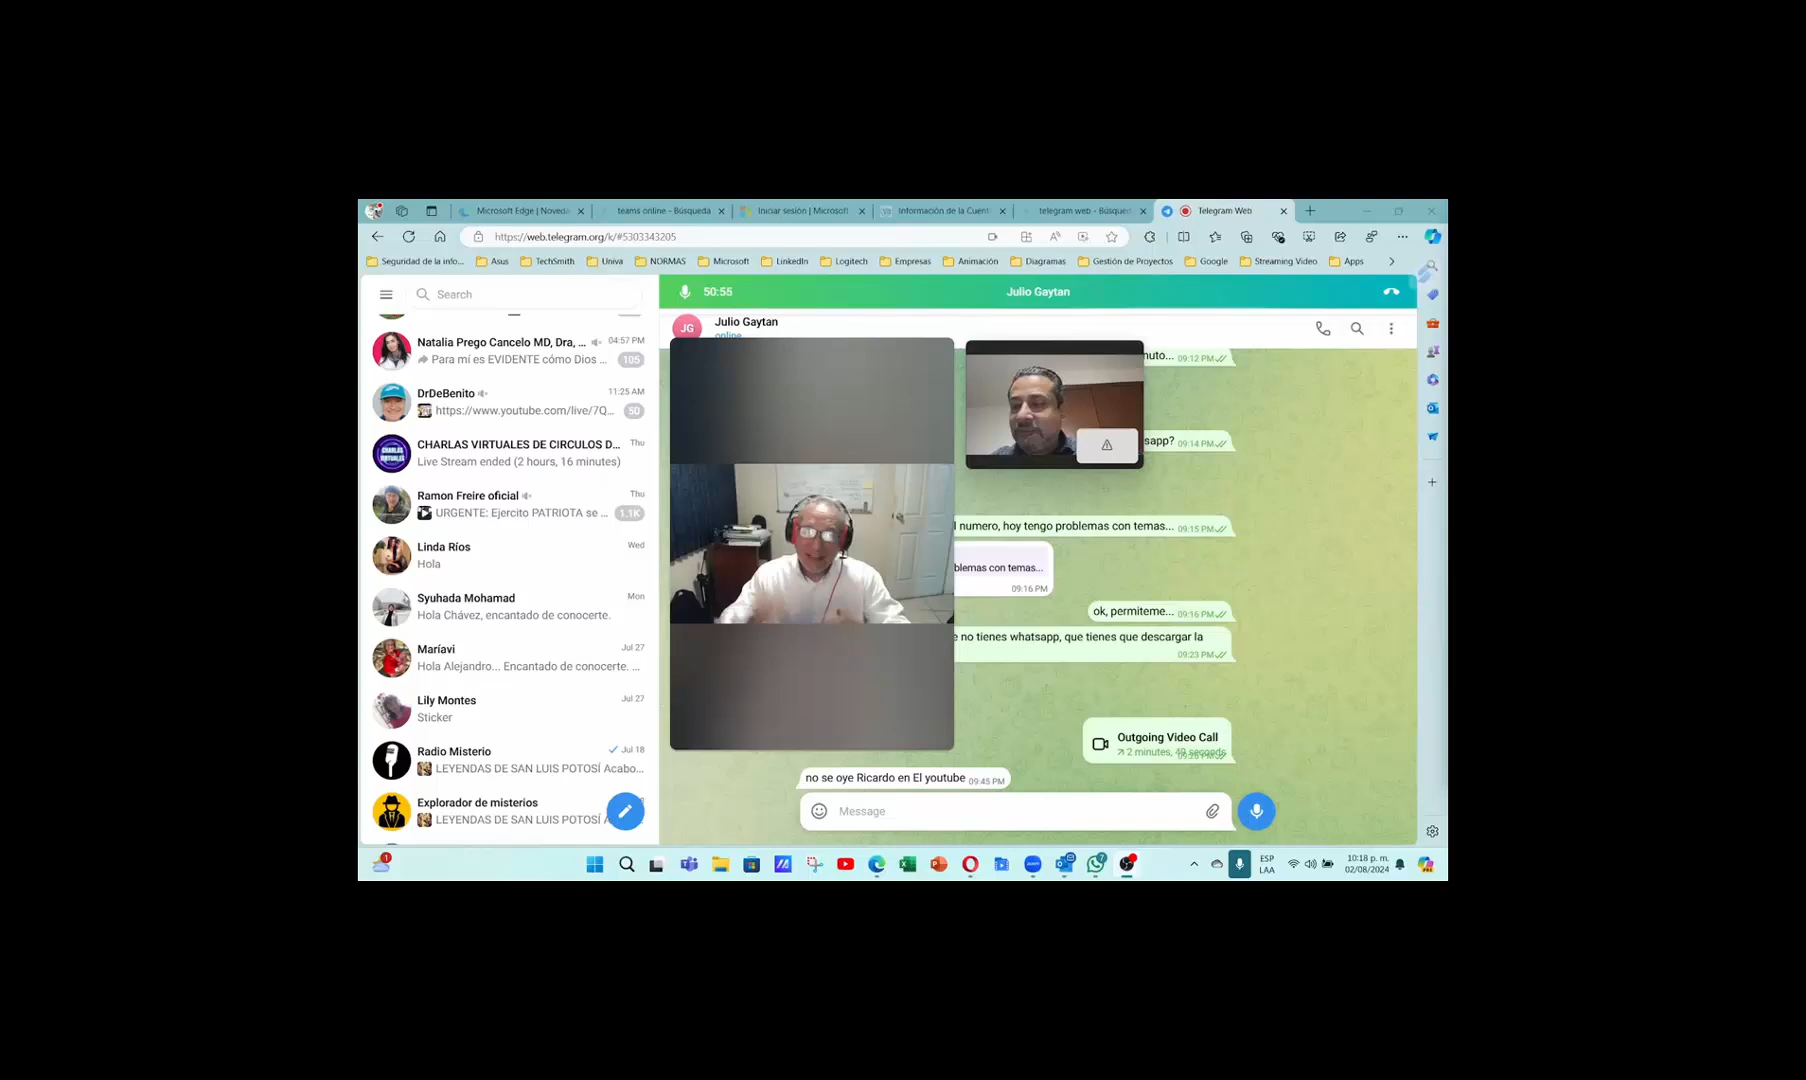 Microsoft Edge | Noveda
teams online - Búsqueda
Iniciar sesión | Microsoft
Información de la Cuent
telegram web - Búsqued
Telegram Web
https://web.telegram.org/k/#5303343205
Seguridad de la info...
Asus
TechSmith
Univa
NORMAS
Microsoft
LinkedIn
Logitech
Empresas
Animación
Diagramas
Gestión de Proyectos
Google
Streaming Video
Apps
Search
50:55
Julio Gaytan
JG
Julio Gaytan
online
Natalia Prego Cancelo MD, Dra, ... 04:57 PM
Para mí es EVIDENTE cómo Dios ... 105
DrDeBenito 11:25 AM
https://www.youtube.com/live/7Q... 50
CHARLAS VIRTUALES DE CIRCULOS D... Thu
Live Stream ended (2 hours, 16 minutes)
Ramon Freire oficial Thu
URGENTE: Ejercito PATRIOTA se ... 1.1K
Linda Ríos Wed
Hola
Syuhada Mohamad Mon
Hola Chávez, encantado de conocerte.
Maríavi Jul 27
Hola Alejandro... Encantado de conocerte. ...
Lily Montes Jul 27
Sticker
Radio Misterio Jul 18
LEYENDAS DE SAN LUIS POTOSÍ Acabo...
Explorador de misterios
LEYENDAS DE SAN LUIS POTOSÍ
nuto... 09:12 PM
sapp? 09:14 PM
l numero, hoy tengo problemas con temas... 09:15 PM
blemas con temas...
09:16 PM
ok, permiteme... 09:16 PM
e no tienes whatsapp, que tienes que descargar la
09:23 PM
Outgoing Video Call
2 minutes, 49 seconds
no se oye Ricardo en El youtube 09:45 PM
Message
ESP
LAA
10:18 p. m.
02/08/2024